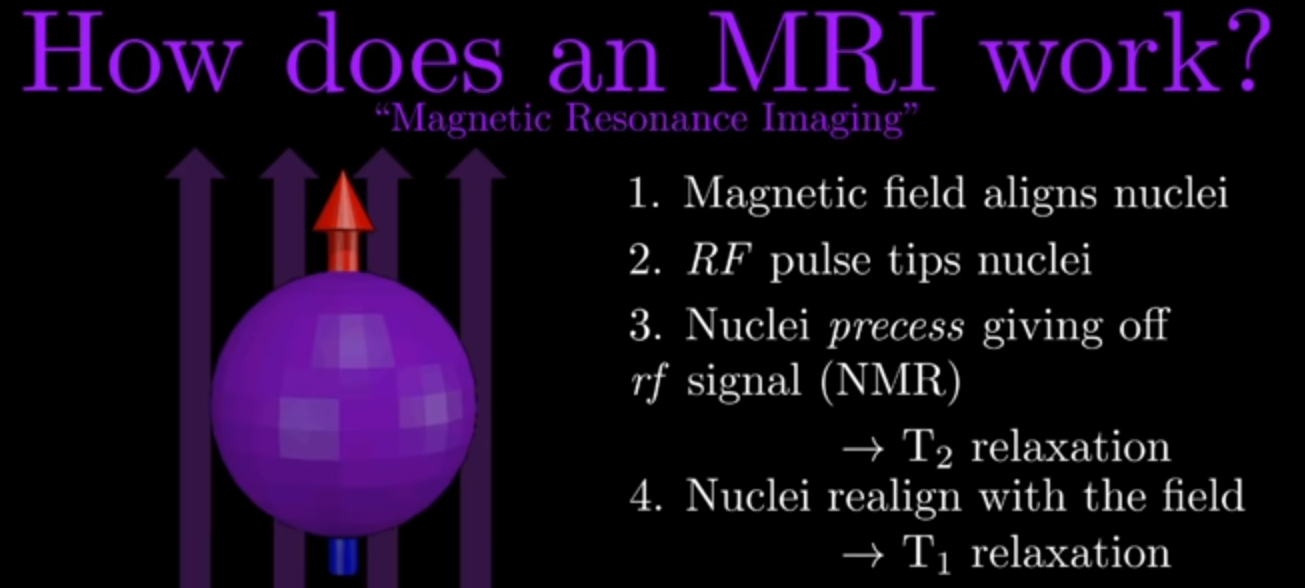 How does an MRI work?
“Magnetic Resonance Imaging”
1. Magnetic field aligns nuclei
2. RF pulse tips nuclei
3. Nuclei precess giving off
rf signal (NMR)
→ T₂ relaxation
4. Nuclei realign with the field
→ T₁ relaxation